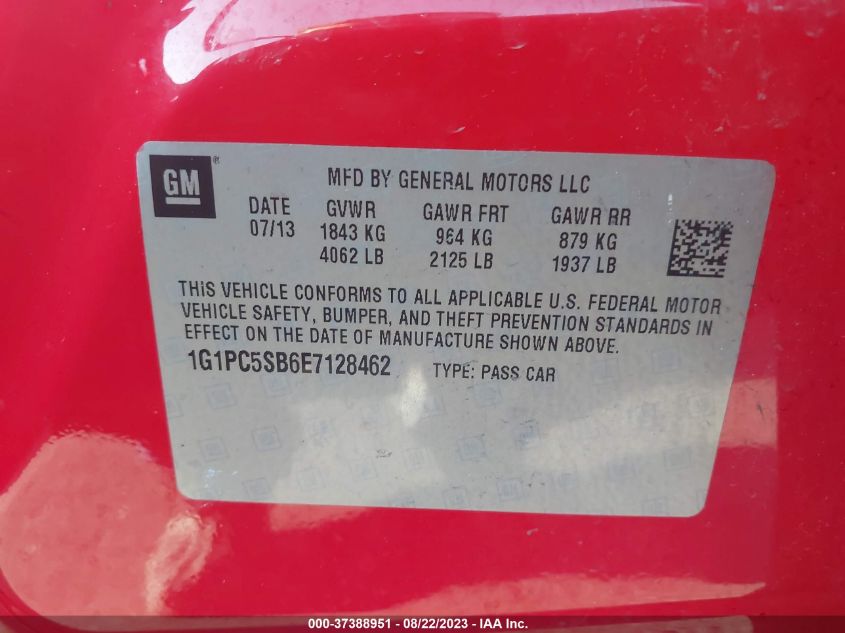 GM®
MFD BY GENERAL MOTORS LLC
DATE GVWR GAWR FRT GAWR RR
07/13 1843 KG 964 KG 879 KG
4062 LB 2125 LB 1937 LB
THIS VEHICLE CONFORMS TO ALL APPLICABLE U.S. FEDERAL MOTOR
VEHICLE SAFETY, BUMPER, AND THEFT PREVENTION STANDARDS IN
EFFECT ON THE DATE OF MANUFACTURE SHOWN ABOVE.
1G1PC5SB6E7128462 TYPE: PASS CAR
000-37388951 - 08/22/2023 - IAA Inc.